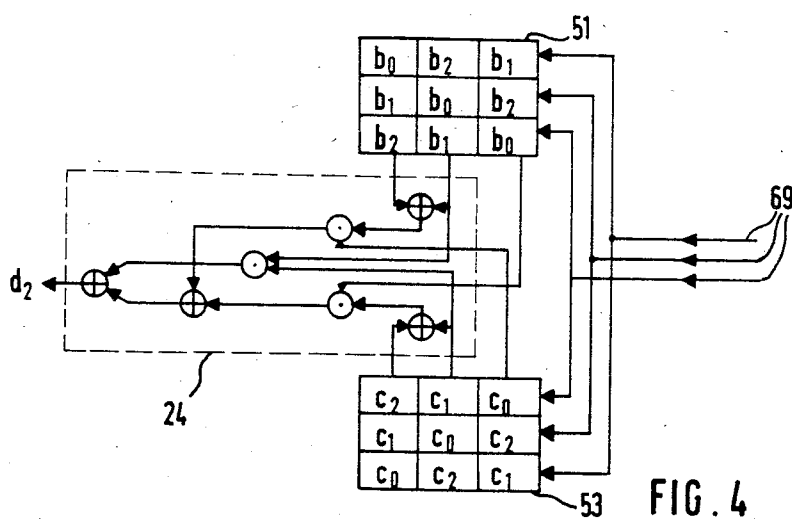 51
b₀ b₂ b₁
b₁ b₀ b₂
b₂ b₁ b₀
69
d₂
24
c₂ c₁ c₀
c₁ c₀ c₂
c₀ c₂ c₁
53
FIG. 4